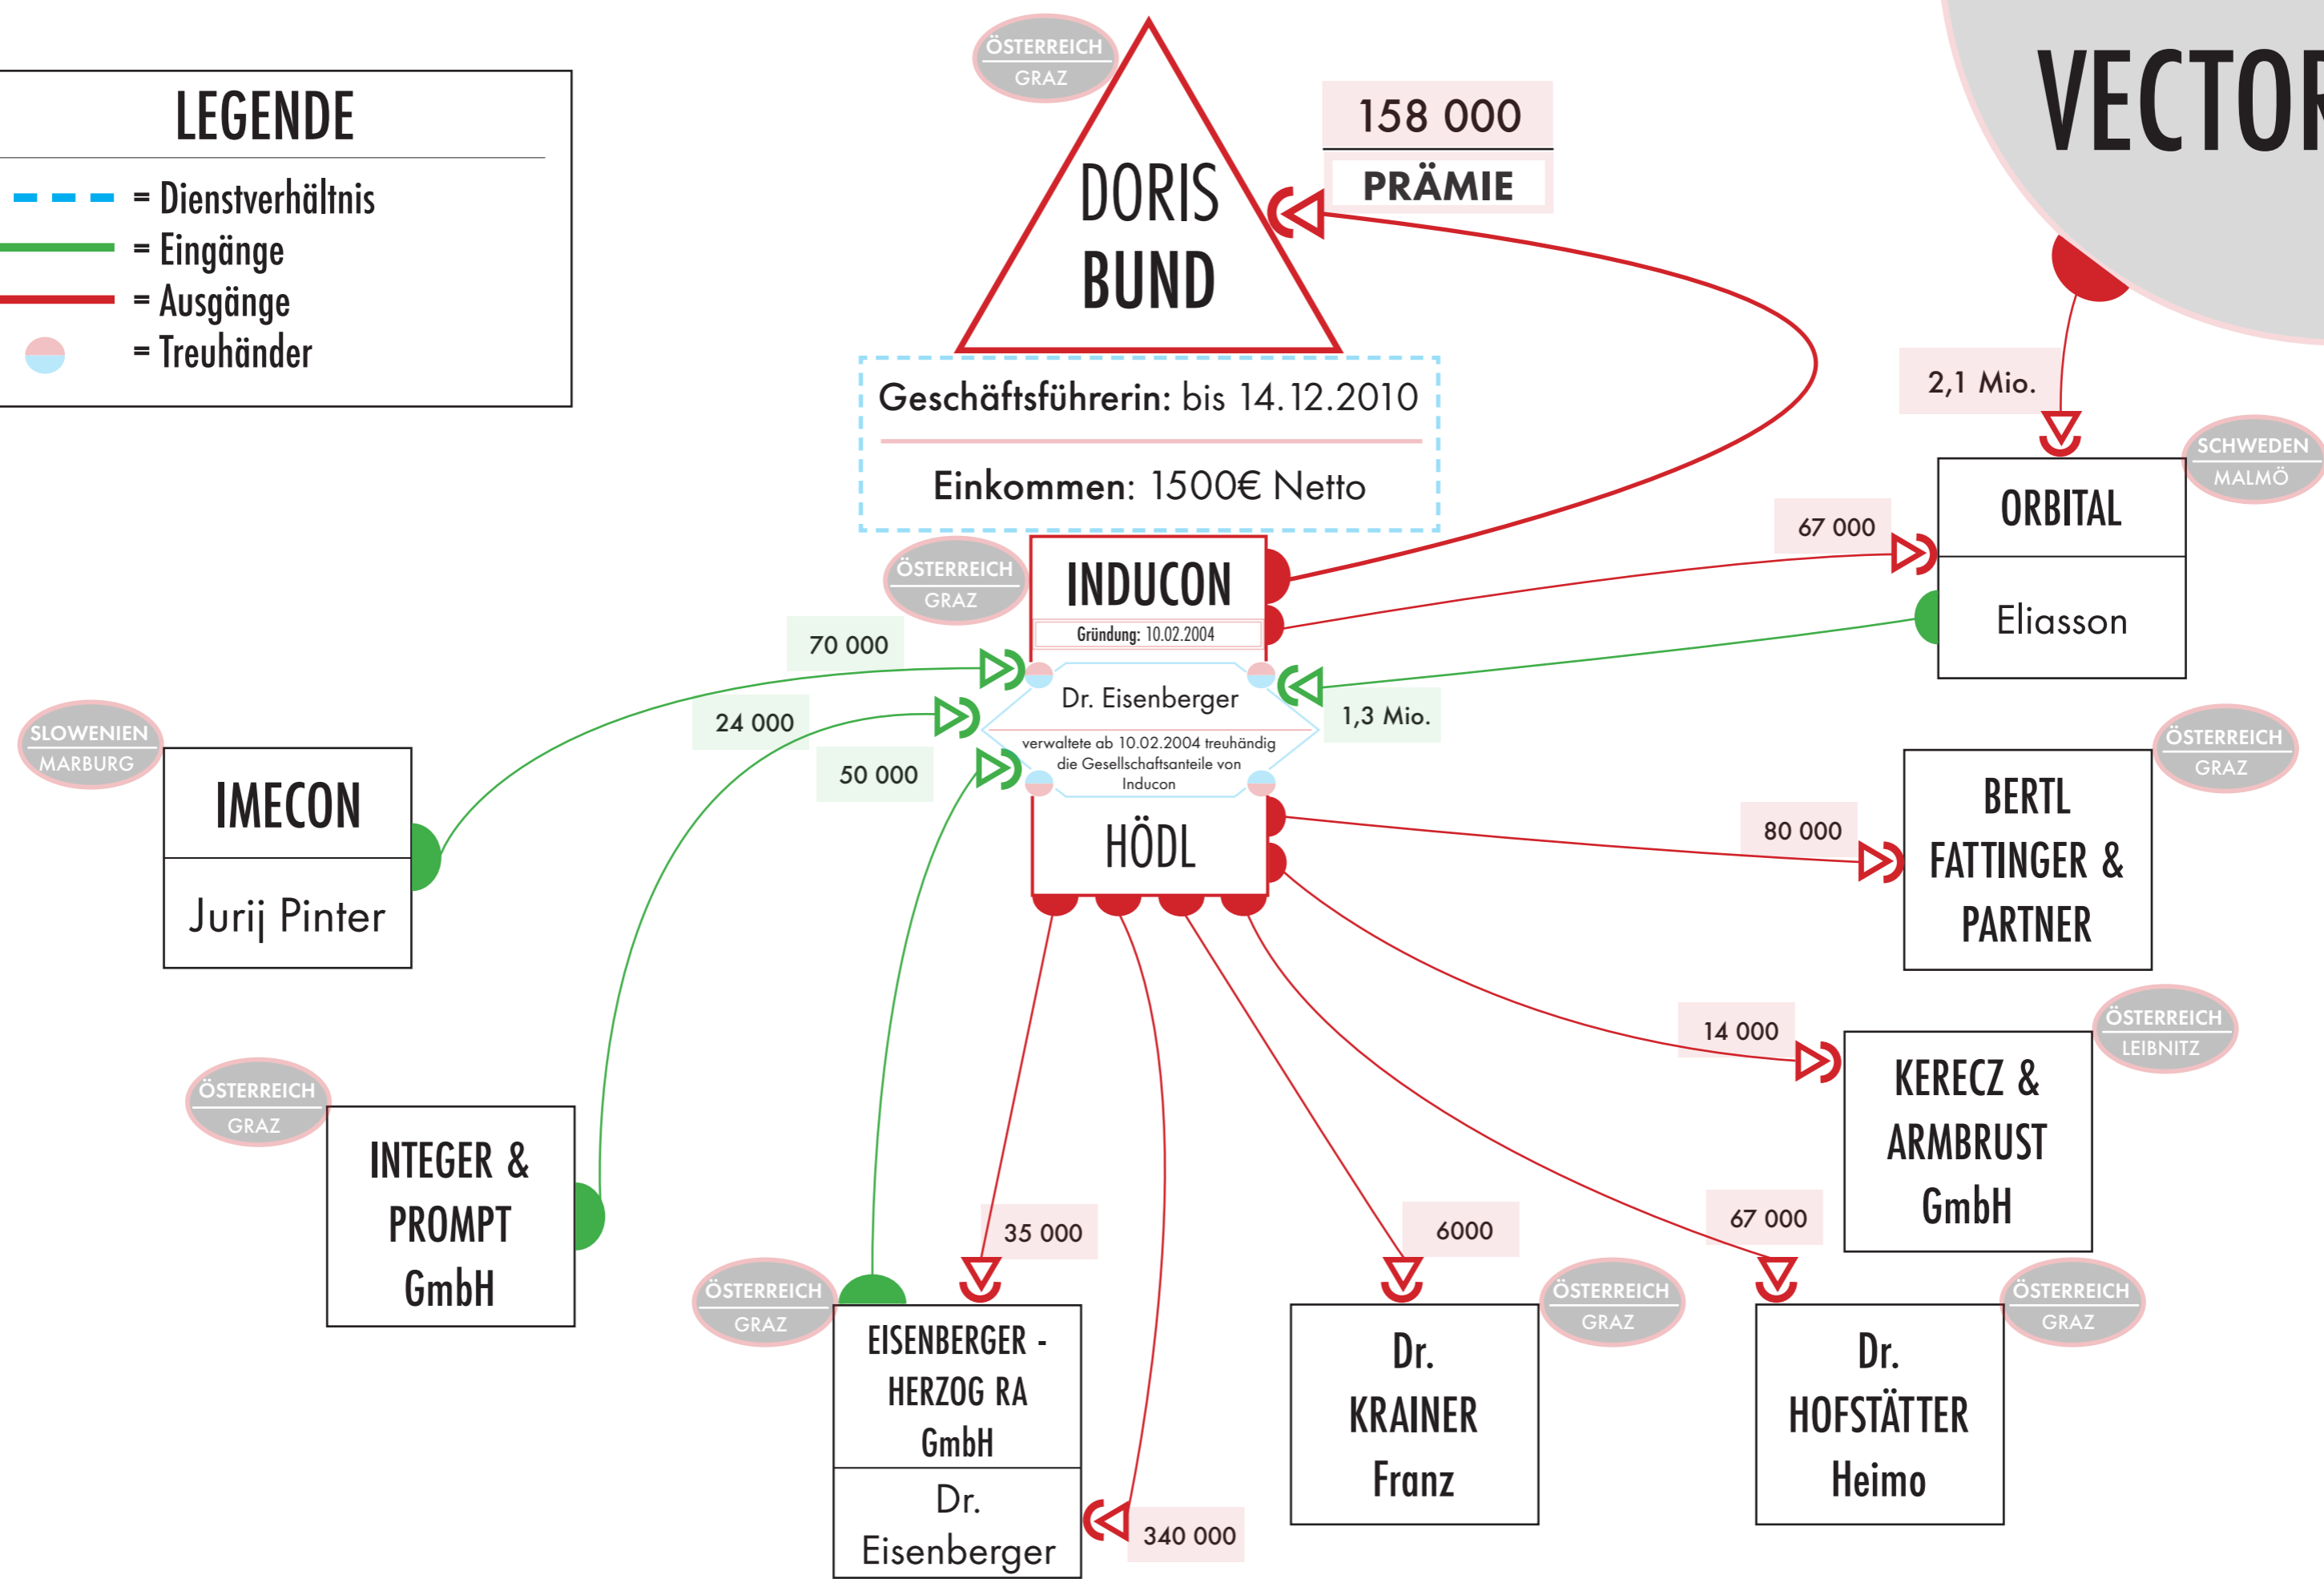 LEGENDE
= Dienstverhältnis
= Eingänge
= Ausgänge
= Treuhänder
ÖSTERREICH
GRAZ
DORIS
BUND
158 000
PRÄMIE
VECTOR
Geschäftsführerin: bis 14.12.2010
Einkommen: 1500€ Netto
2,1 Mio.
SCHWEDEN
MALMÖ
ORBITAL
Eliasson
67 000
ÖSTERREICH
GRAZ
INDUCON
Gründung: 10.02.2004
70 000
24 000
50 000
Dr. Eisenberger
verwaltete ab 10.02.2004 treuhändig
die Gesellschaftsanteile von
Inducon
1,3 Mio.
HÖDL
SLOWENIEN
MARBURG
IMECON
Jurij Pinter
ÖSTERREICH
GRAZ
BERTL
FATTINGER &
PARTNER
80 000
14 000
ÖSTERREICH
LEIBNITZ
KERECZ &
ARMBRUST
GmbH
ÖSTERREICH
GRAZ
INTEGER &
PROMPT
GmbH
35 000
6000
67 000
ÖSTERREICH
GRAZ
EISENBERGER -
HERZOG RA
GmbH
Dr.
Eisenberger
340 000
ÖSTERREICH
GRAZ
Dr.
KRAINER
Franz
ÖSTERREICH
GRAZ
Dr.
HOFSTÄTTER
Heimo